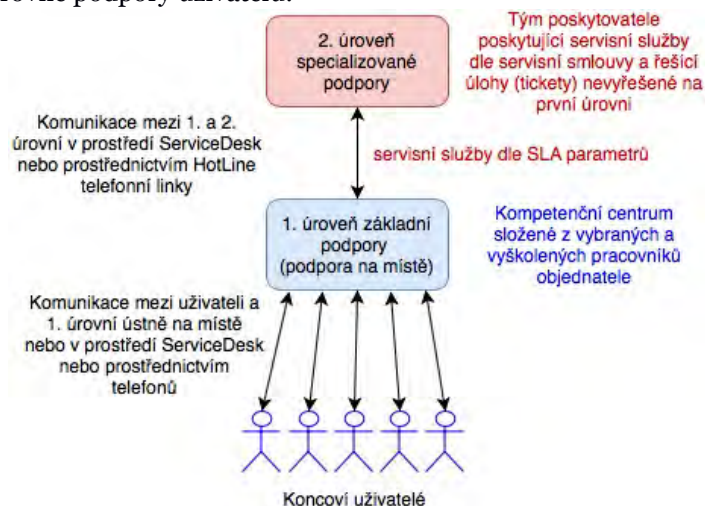 podpory uživatelů.
2. úroveň
specializované
podpory
Tým poskytovatele
poskytující servisní služby
dle servisní smlouvy a řešící
úlohy (tickety) nevyřešené na
první úrovni
Komunikace mezi 1. a 2.
úrovní v prostředí ServiceDesk
nebo prostřednictvím HotLine
telefonní linky
servisní služby dle SLA parametrů
1. úroveň základní
podpory
(podpora na místě)
Kompetenční centrum
složené z vybraných a
vyškolených pracovníků
objednatele
Komunikace mezi uživateli a
1. úrovní ústně na místě
nebo v prostředí ServiceDesk
nebo prostřednictvím
telefonů
Koncoví uživatelé